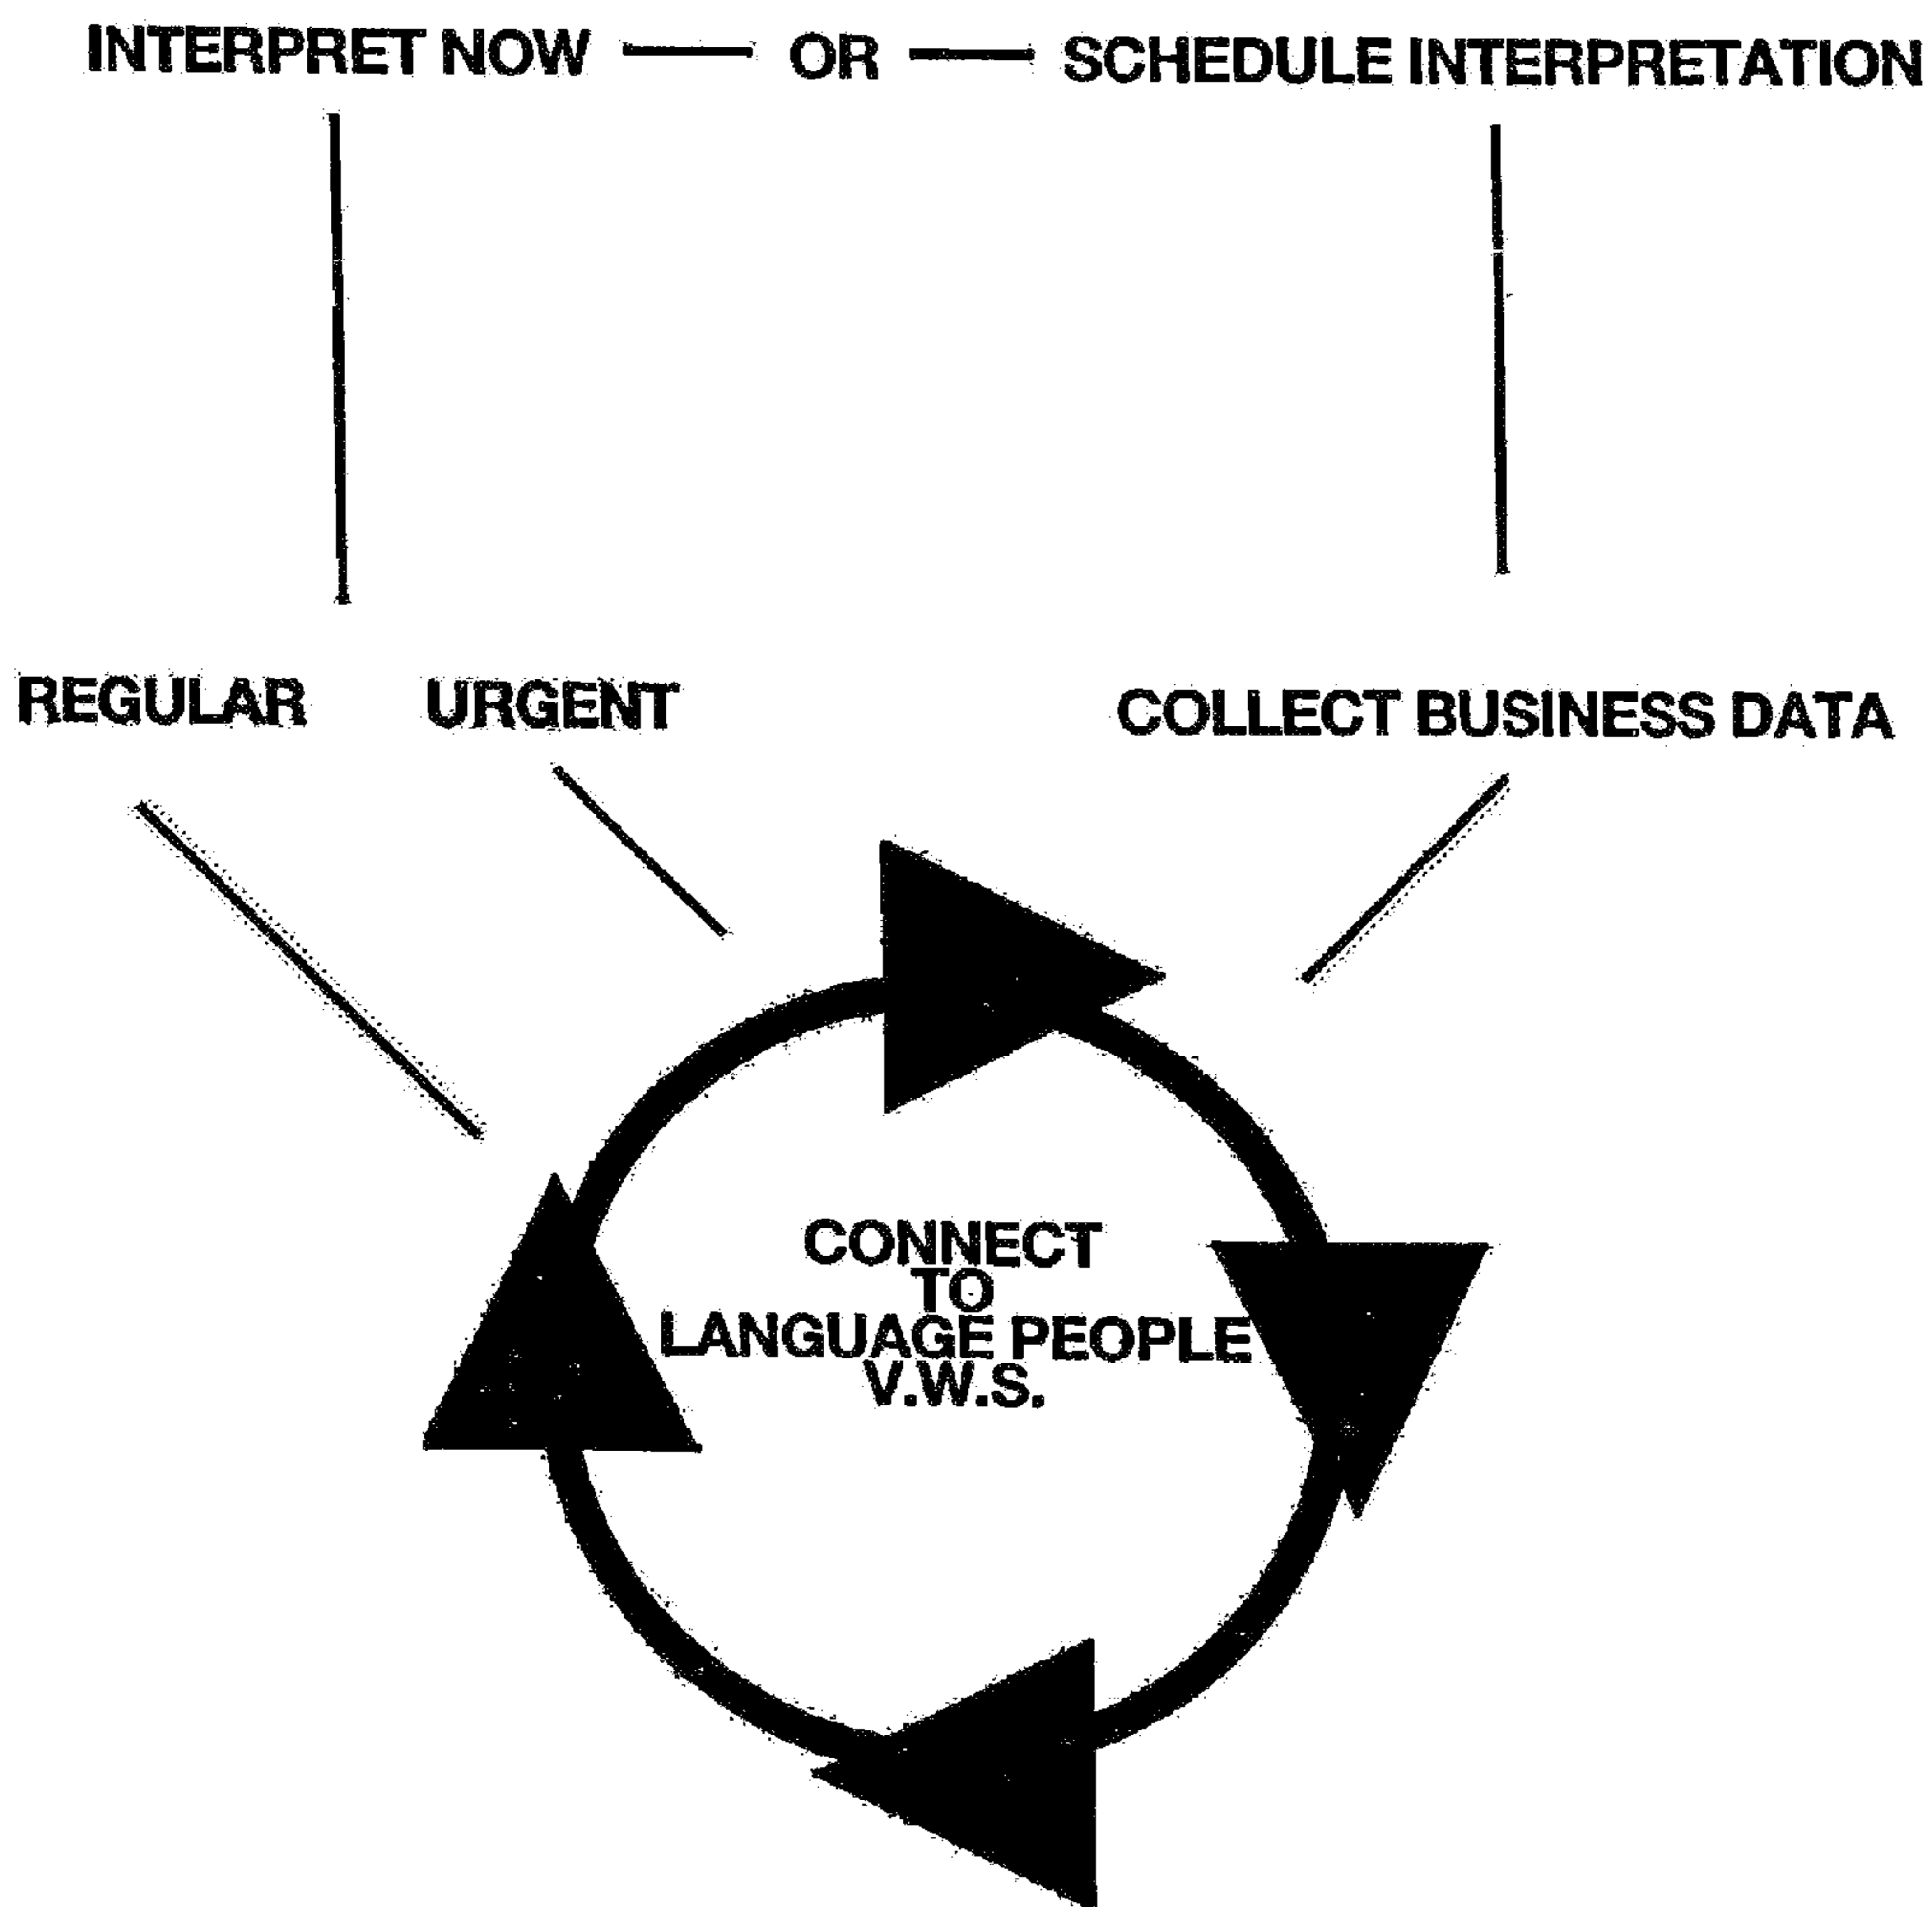 INTERPRET NOW — OR — SCHEDULE INTERPRETATION
REGULAR URGENT COLLECT BUSINESS DATA
CONNECT
TO
LANGUAGE PEOPLE
V.W.S.